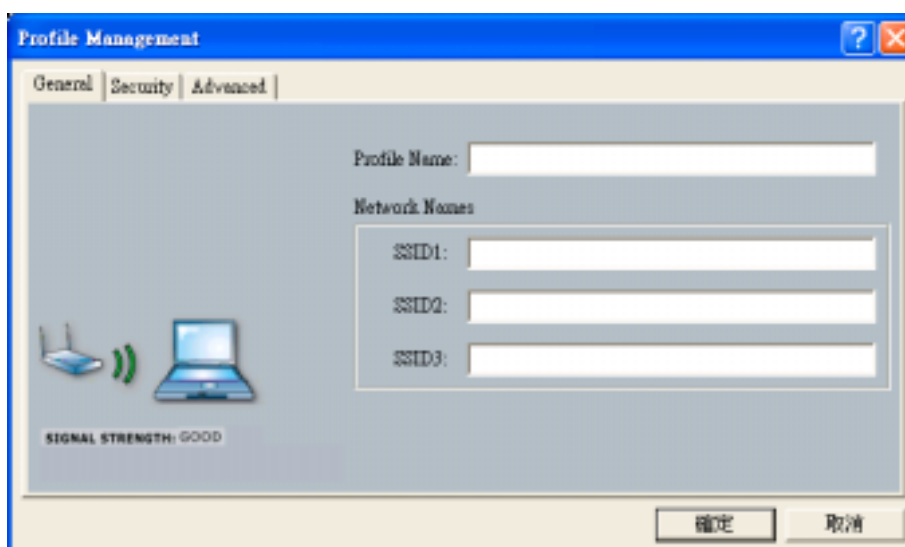 Profile Management
General Security Advanced
Profile Name:
Network Names
SSID1:
SSID2:
SSID3:
SIGNAL STRENGTH: GOOD
確定 取消